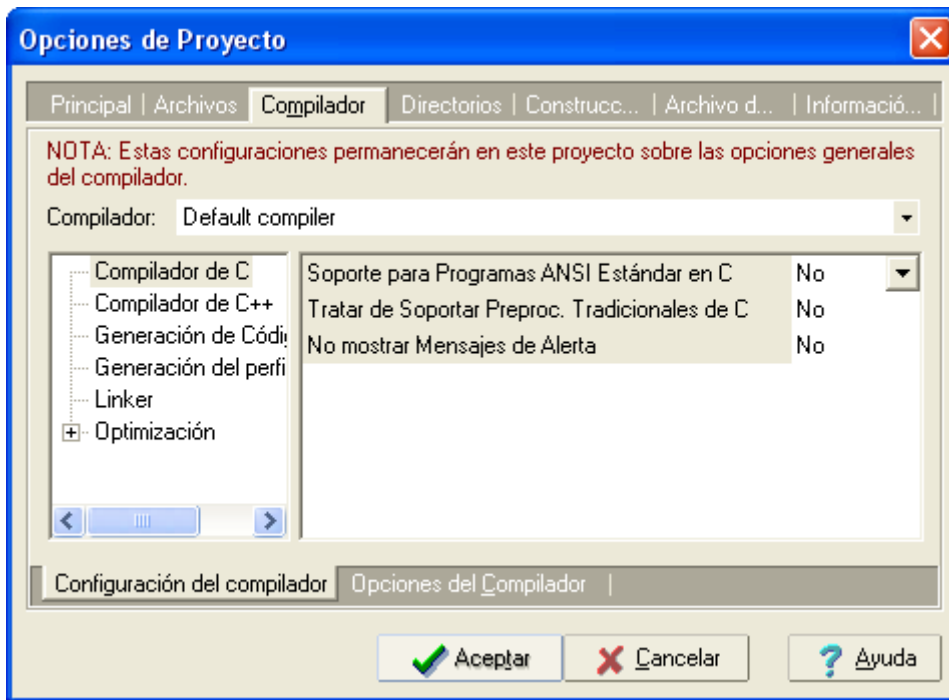 Opciones de Proyecto
Principal | Archivos Compilador Directorios | Construcc... | Archivo d... | Informació... |
NOTA: Estas configuraciones permanecerán en este proyecto sobre las opciones generales
del compilador.
Compilador: Default compiler
Compilador de C
Compilador de C++
Generación de Códi
Generación del perfi
Linker
Optimización
Soporte para Programas ANSI Estándar en C No
Tratar de Soportar Preproc. Tradicionales de C No
No mostrar Mensajes de Alerta No
Configuración del compilador Opciones del Compilador |
Aceptar Cancelar Ayuda